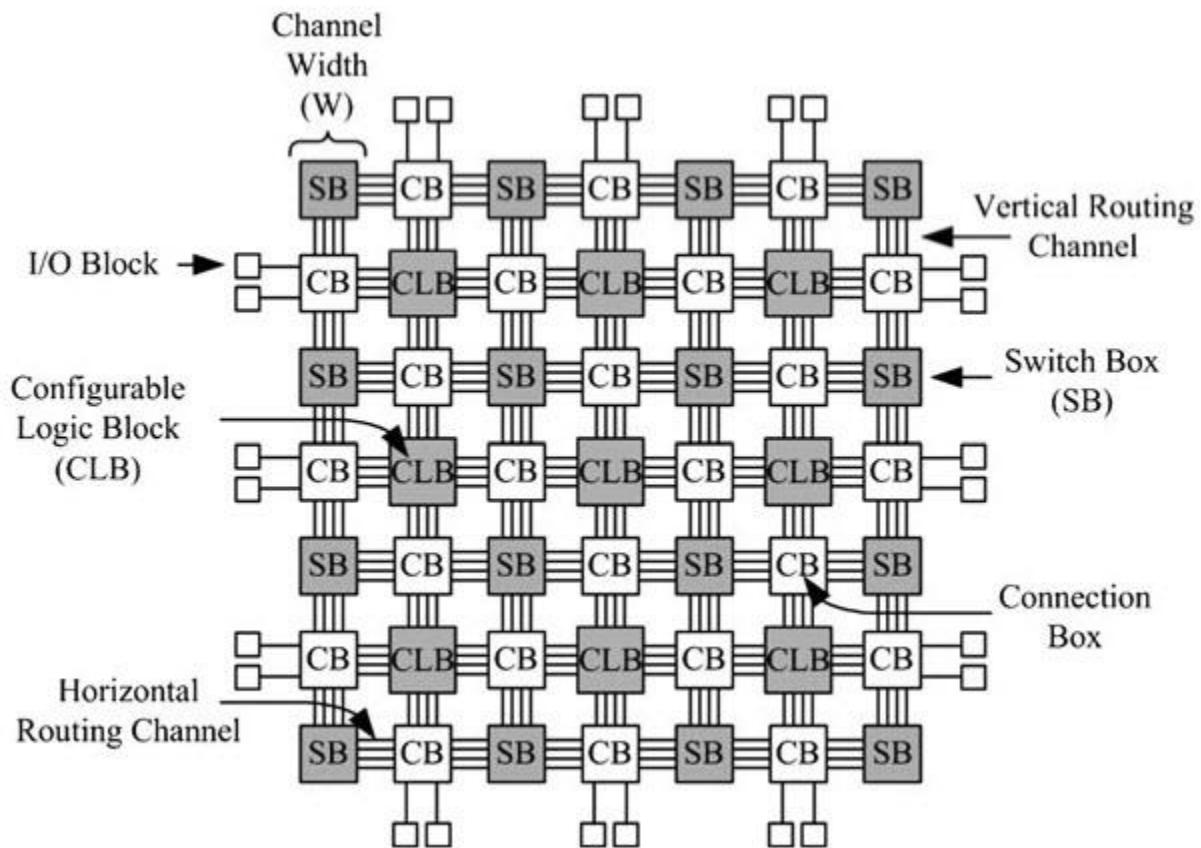 Channel
Width
(W)
SB CB SB CB SB CB SB
Vertical Routing
Channel
I/O Block
CB CLB CB CLB CB CLB CB
SB CB SB CB SB CB SB
Switch Box
(SB)
Configurable
Logic Block
(CLB)
CB CLB CB CLB CB CLB CB
SB CB SB CB SB CB SB
Connection
Box
CB CLB CB CLB CB CLB CB
Horizontal
Routing Channel
SB CB SB CB SB CB SB